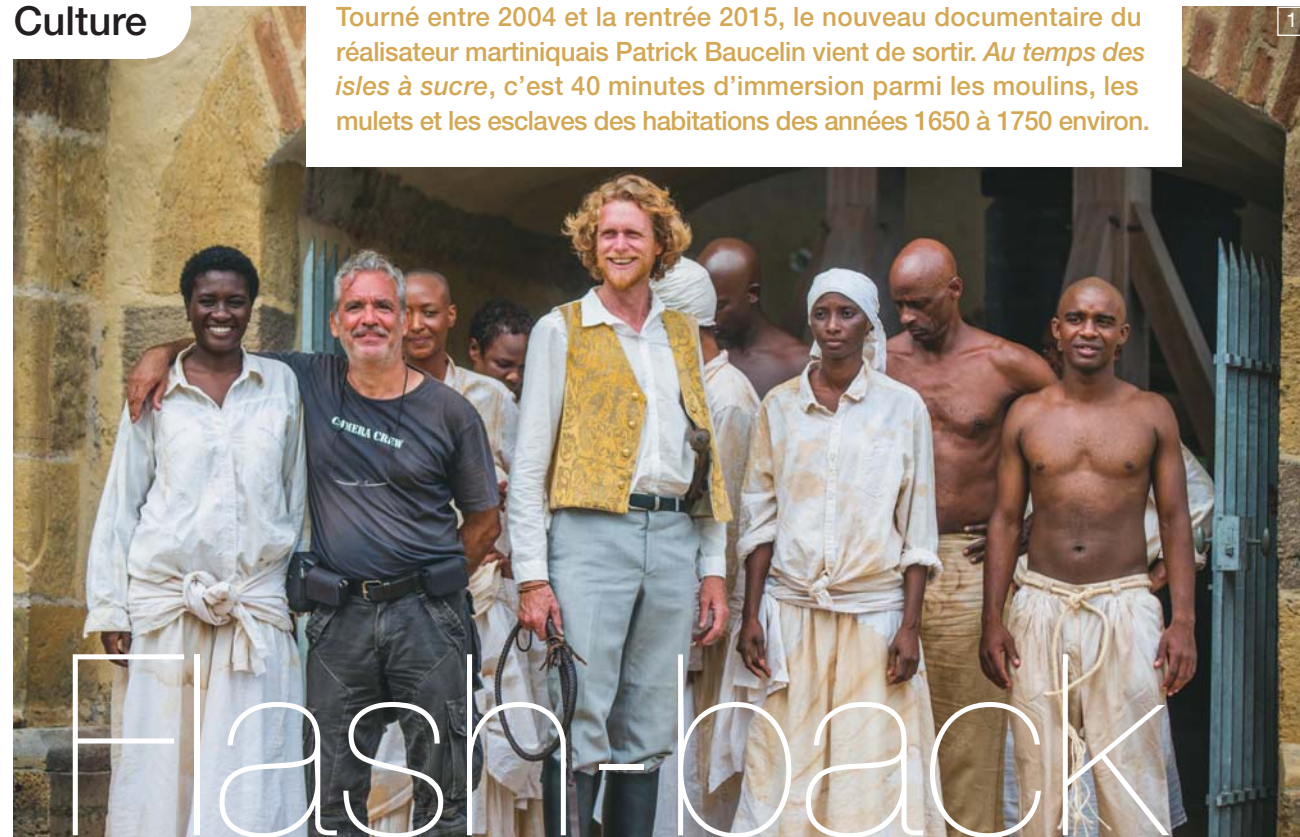 Culture
Tourné entre 2004 et la rentrée 2015, le nouveau documentaire du
réalisateur martiniquais Patrick Baucelin vient de sortir. Au temps des
isles à sucre, c’est 40 minutes d’immersion parmi les moulins, les
mulets et les esclaves des habitations des années 1650 à 1750 environ.
1
CAMERA CREW
Flash-back